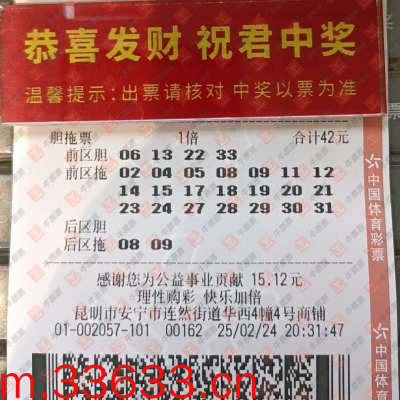 恭喜发财 祝君中奖
温馨提示:出票请核对 中奖以票为准
胆拖票 1倍 合计42元
前区胆 06 13 22 33
前区拖 02 04 05 08 09 11 12
14 15 17 18 19 20 21
23 24 27 28 29 30 31
后区胆
后区拖 08 09
感谢您为公益事业贡献 15.12元
理性购彩 快乐加倍
昆明市安宁市连然街道华西4幢4号商铺
01-002057-101 00162 25/02/24 20:31:47
中国体育彩票
中国体育彩票
m.33633.cn